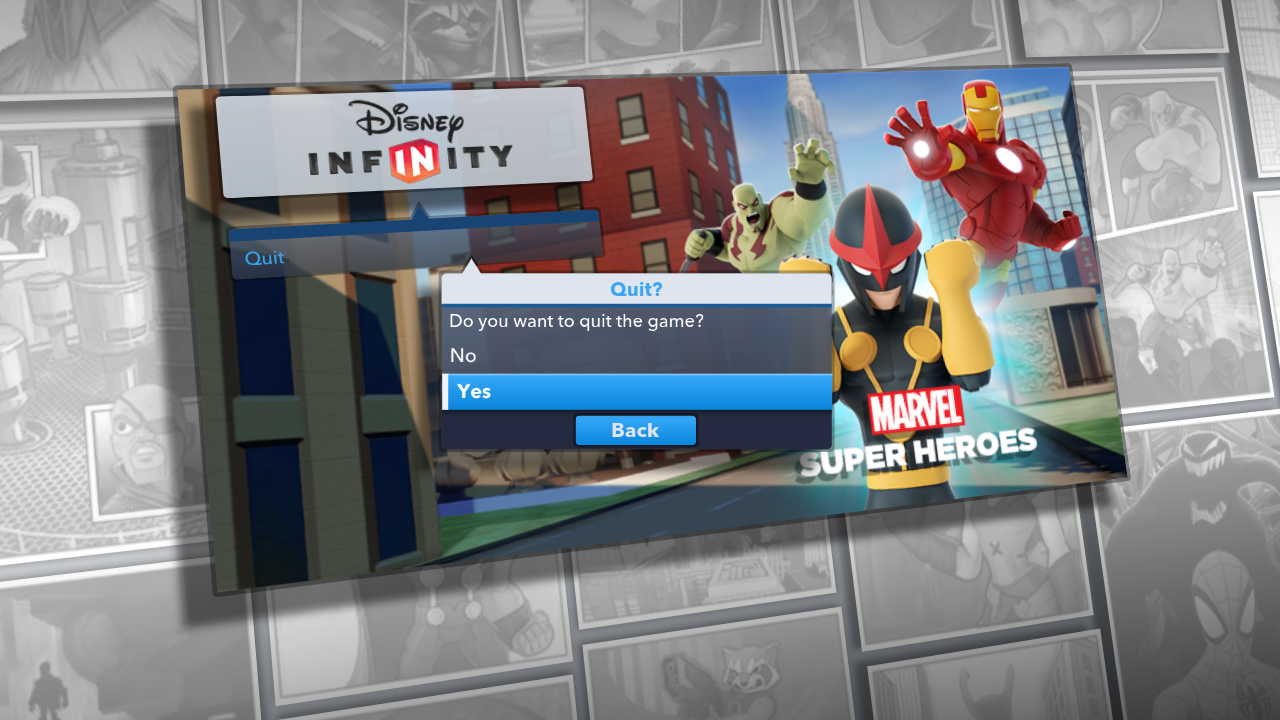 Disney
INFINITY
Quit
Quit?
Do you want to quit the game?
No
Yes
Back
MARVEL
SUPER HEROES